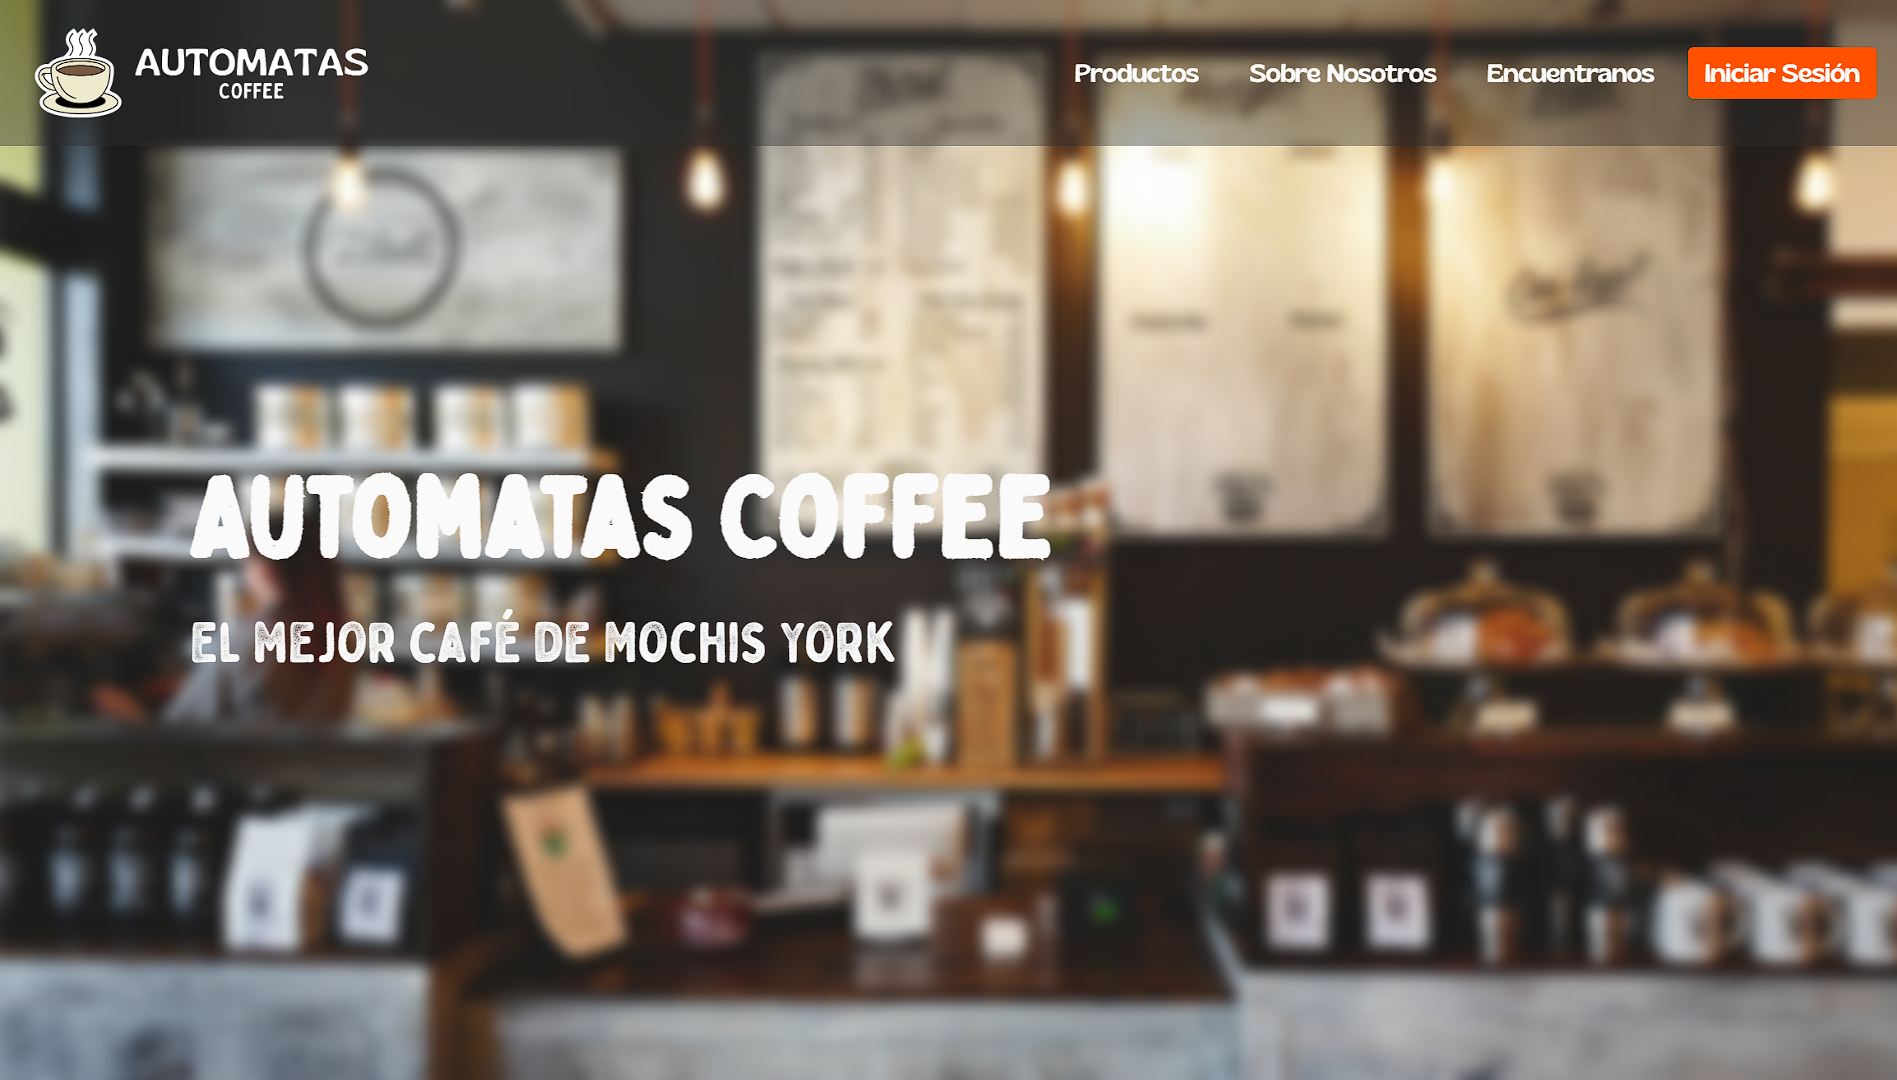 AUTOMATAS
COFFEE
Productos
Sobre Nosotros
Encuentranos
Iniciar Sesión
AUTOMATAS COFFEE
EL MEJOR CAFÉ DE MOCHIS YORK